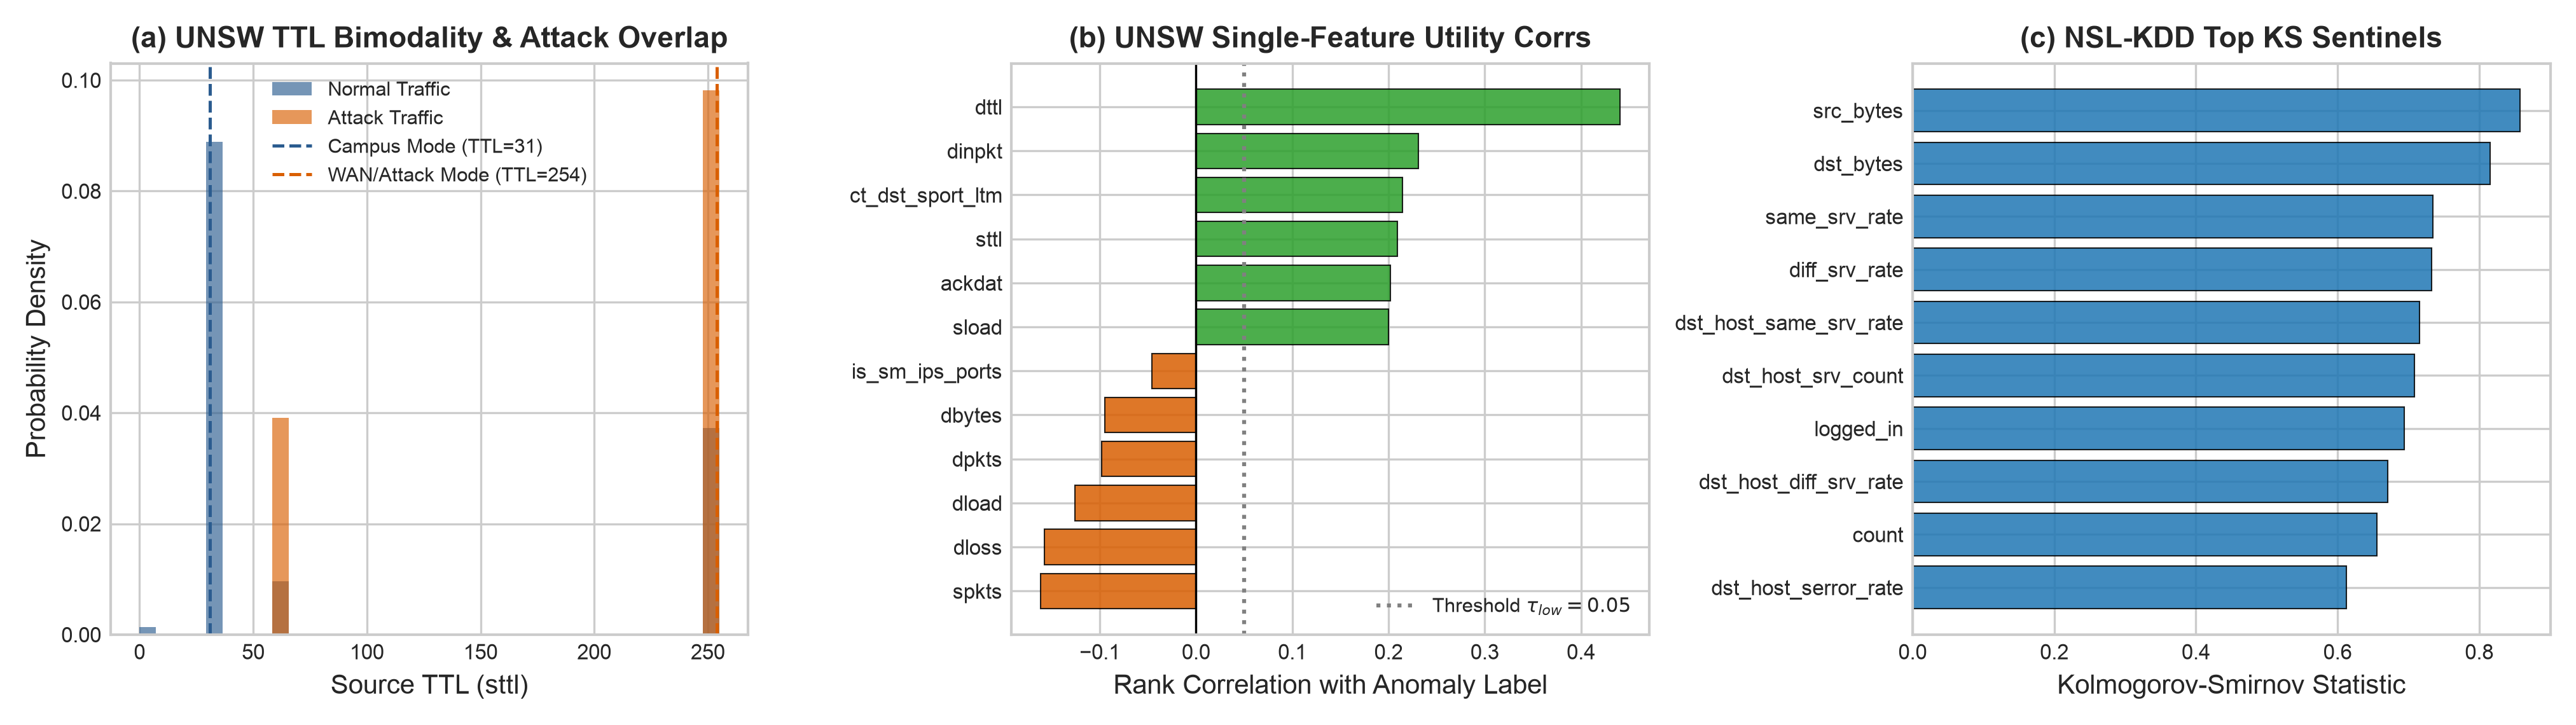 (a) UNSW TTL Bimodality & Attack Overlap
Probability Density
0.10
0.08
0.06
0.04
0.02
0.00
Normal Traffic
Attack Traffic
Campus Mode (TTL=31)
WAN/Attack Mode (TTL=254)
0 50 100 150 200 250
Source TTL (sttl)
(b) UNSW Single-Feature Utility Corrs
dttl
dinpkt
ct_dst_sport_ltm
sttl
ackdat
sload
is_sm_ips_ports
dbytes
dpkts
dload
dloss
spkts
Threshold τlow = 0.05
−0.1 0.0 0.1 0.2 0.3 0.4
Rank Correlation with Anomaly Label
(c) NSL-KDD Top KS Sentinels
src_bytes
dst_bytes
same_srv_rate
diff_srv_rate
dst_host_same_srv_rate
dst_host_srv_count
logged_in
dst_host_diff_srv_rate
count
dst_host_serror_rate
0.0 0.2 0.4 0.6 0.8
Kolmogorov-Smirnov Statistic